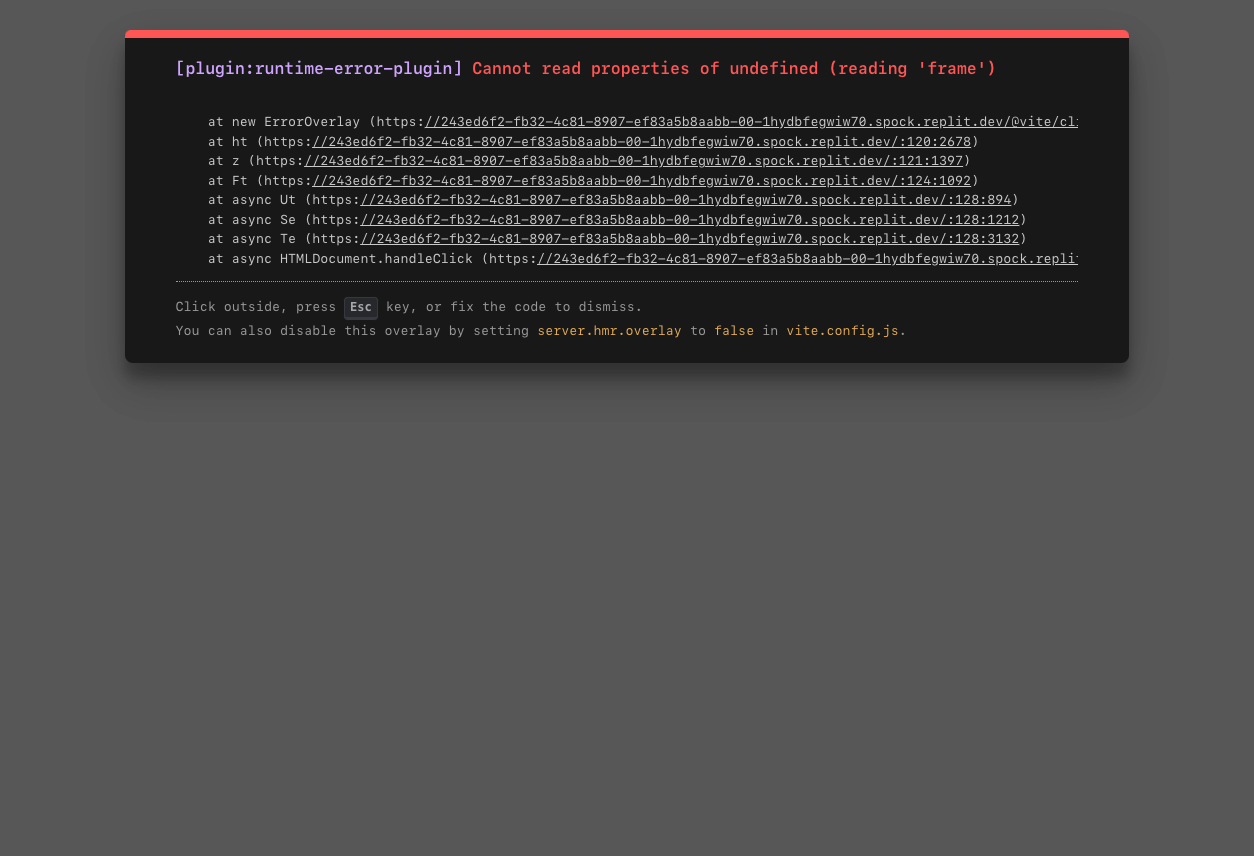 [plugin:runtime-error-plugin] Cannot read properties of undefined (reading 'frame')
at new ErrorOverlay (https://243ed6f2-fb32-4c81-8907-ef83a5b8aabb-00-1hydbfegwiw70.spock.replit.dev/@vite/cli
at ht (https://243ed6f2-fb32-4c81-8907-ef83a5b8aabb-00-1hydbfegwiw70.spock.replit.dev/:120:2678)
at z (https://243ed6f2-fb32-4c81-8907-ef83a5b8aabb-00-1hydbfegwiw70.spock.replit.dev/:121:1397)
at Ft (https://243ed6f2-fb32-4c81-8907-ef83a5b8aabb-00-1hydbfegwiw70.spock.replit.dev/:124:1092)
at async Ut (https://243ed6f2-fb32-4c81-8907-ef83a5b8aabb-00-1hydbfegwiw70.spock.replit.dev/:128:894)
at async Se (https://243ed6f2-fb32-4c81-8907-ef83a5b8aabb-00-1hydbfegwiw70.spock.replit.dev/:128:1212)
at async Te (https://243ed6f2-fb32-4c81-8907-ef83a5b8aabb-00-1hydbfegwiw70.spock.replit.dev/:128:3132)
at async HTMLDocument.handleClick (https://243ed6f2-fb32-4c81-8907-ef83a5b8aabb-00-1hydbfegwiw70.spock.repli
Click outside, press Esc key, or fix the code to dismiss.
You can also disable this overlay by setting server.hmr.overlay to false in vite.config.js.